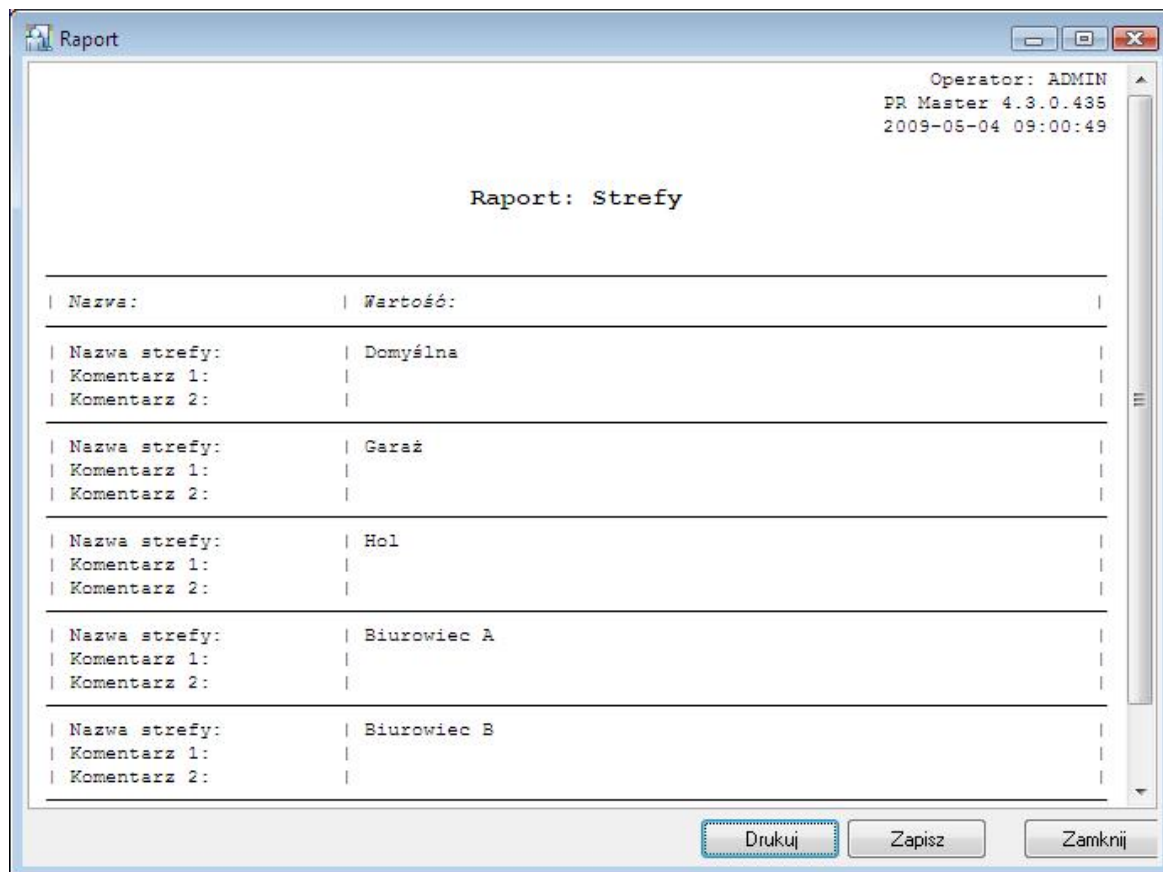 Raport
Operator: ADMIN
PR Master 4.3.0.435
2009-05-04 09:00:49
Raport: Strefy
| Nazwa: | Wartość: |
| Nazwa strefy: | Domyślna |
| Komentarz 1: | |
| Komentarz 2: | |
| Nazwa strefy: | Garaż |
| Komentarz 1: | |
| Komentarz 2: | |
| Nazwa strefy: | Hol |
| Komentarz 1: | |
| Komentarz 2: | |
| Nazwa strefy: | Biurowiec A |
| Komentarz 1: | |
| Komentarz 2: | |
| Nazwa strefy: | Biurowiec B |
| Komentarz 1: | |
| Komentarz 2: | |
Drukuj Zapisz Zamknij